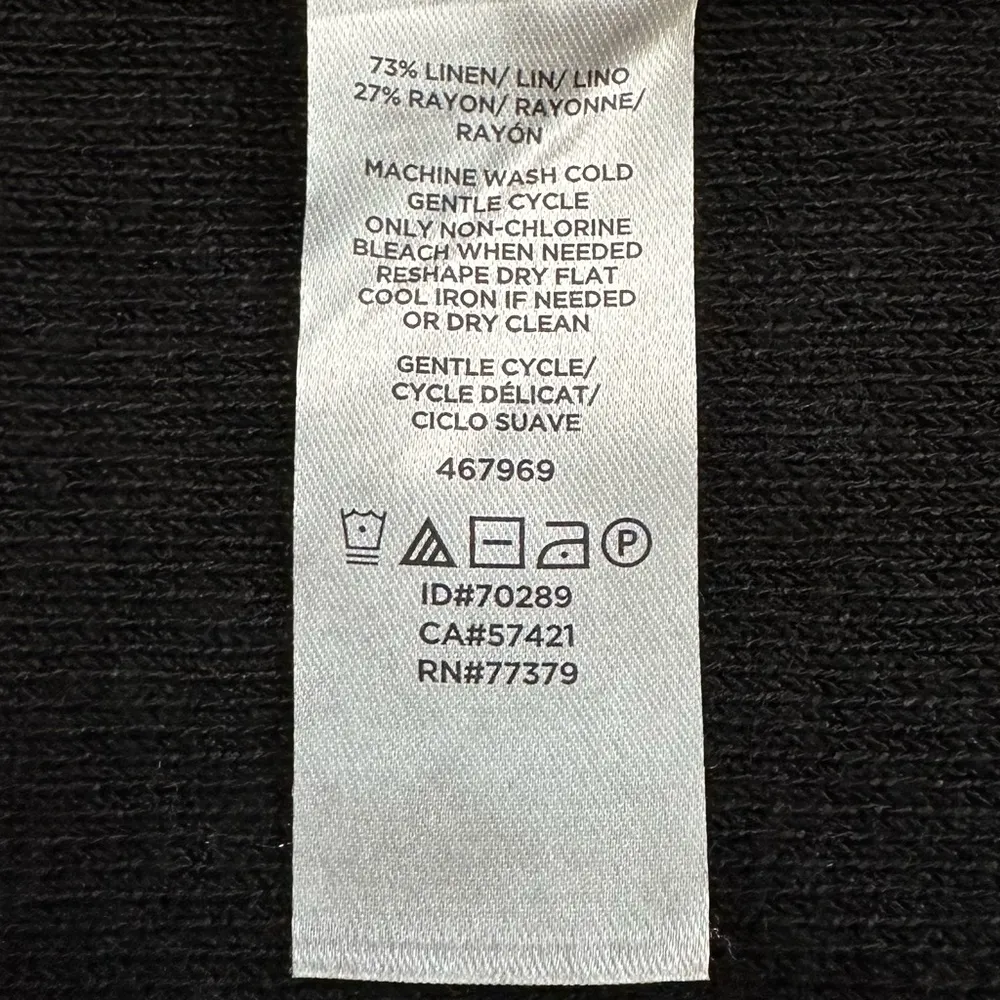 73% LINEN/ LIN/ LINO
27% RAYON/ RAYONNE/
RAYÓN
MACHINE WASH COLD
GENTLE CYCLE
ONLY NON-CHLORINE
BLEACH WHEN NEEDED
RESHAPE DRY FLAT
COOL IRON IF NEEDED
OR DRY CLEAN
GENTLE CYCLE/
CYCLE DÉLICAT/
CICLO SUAVE
467969
P
ID#70289
CA#57421
RN#77379